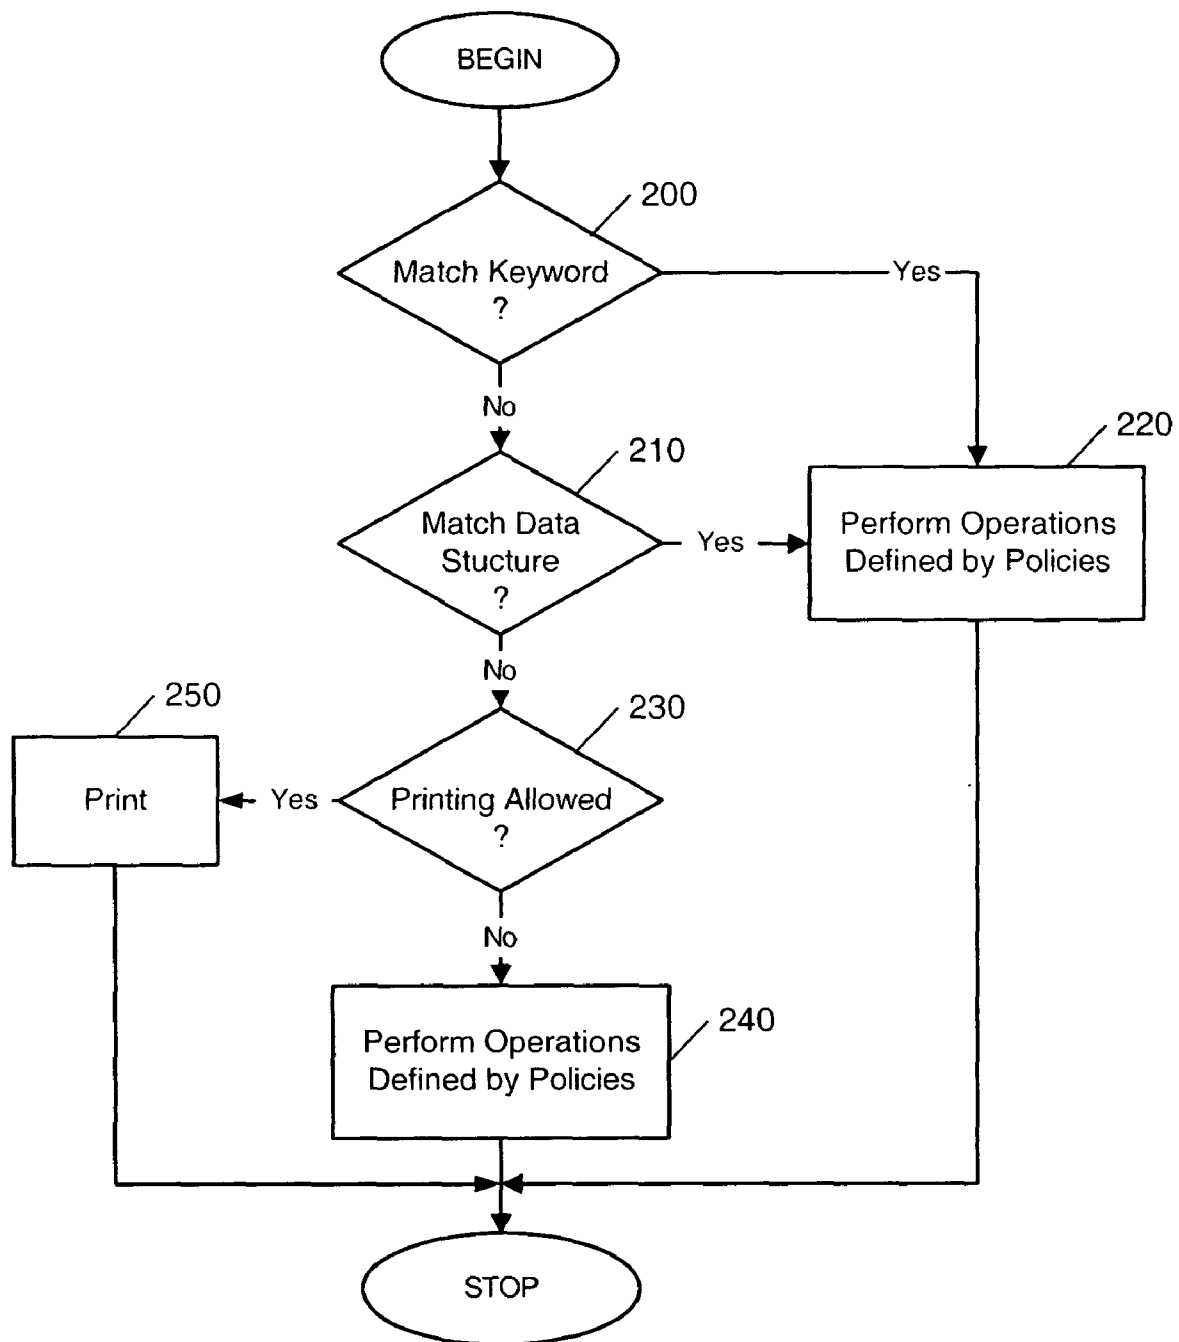 BEGIN
200
Match Keyword
?
Yes
No
210
220
Match Data
Stucture
?
Yes
Perform Operations
Defined by Policies
No
250
230
Print
Yes
Printing Allowed
?
No
240
Perform Operations
Defined by Policies
STOP